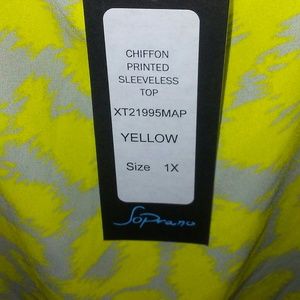 CHIFFON
PRINTED
SLEEVELESS
TOP
XT21995MAP
YELLOW
Size 1X
Soprano